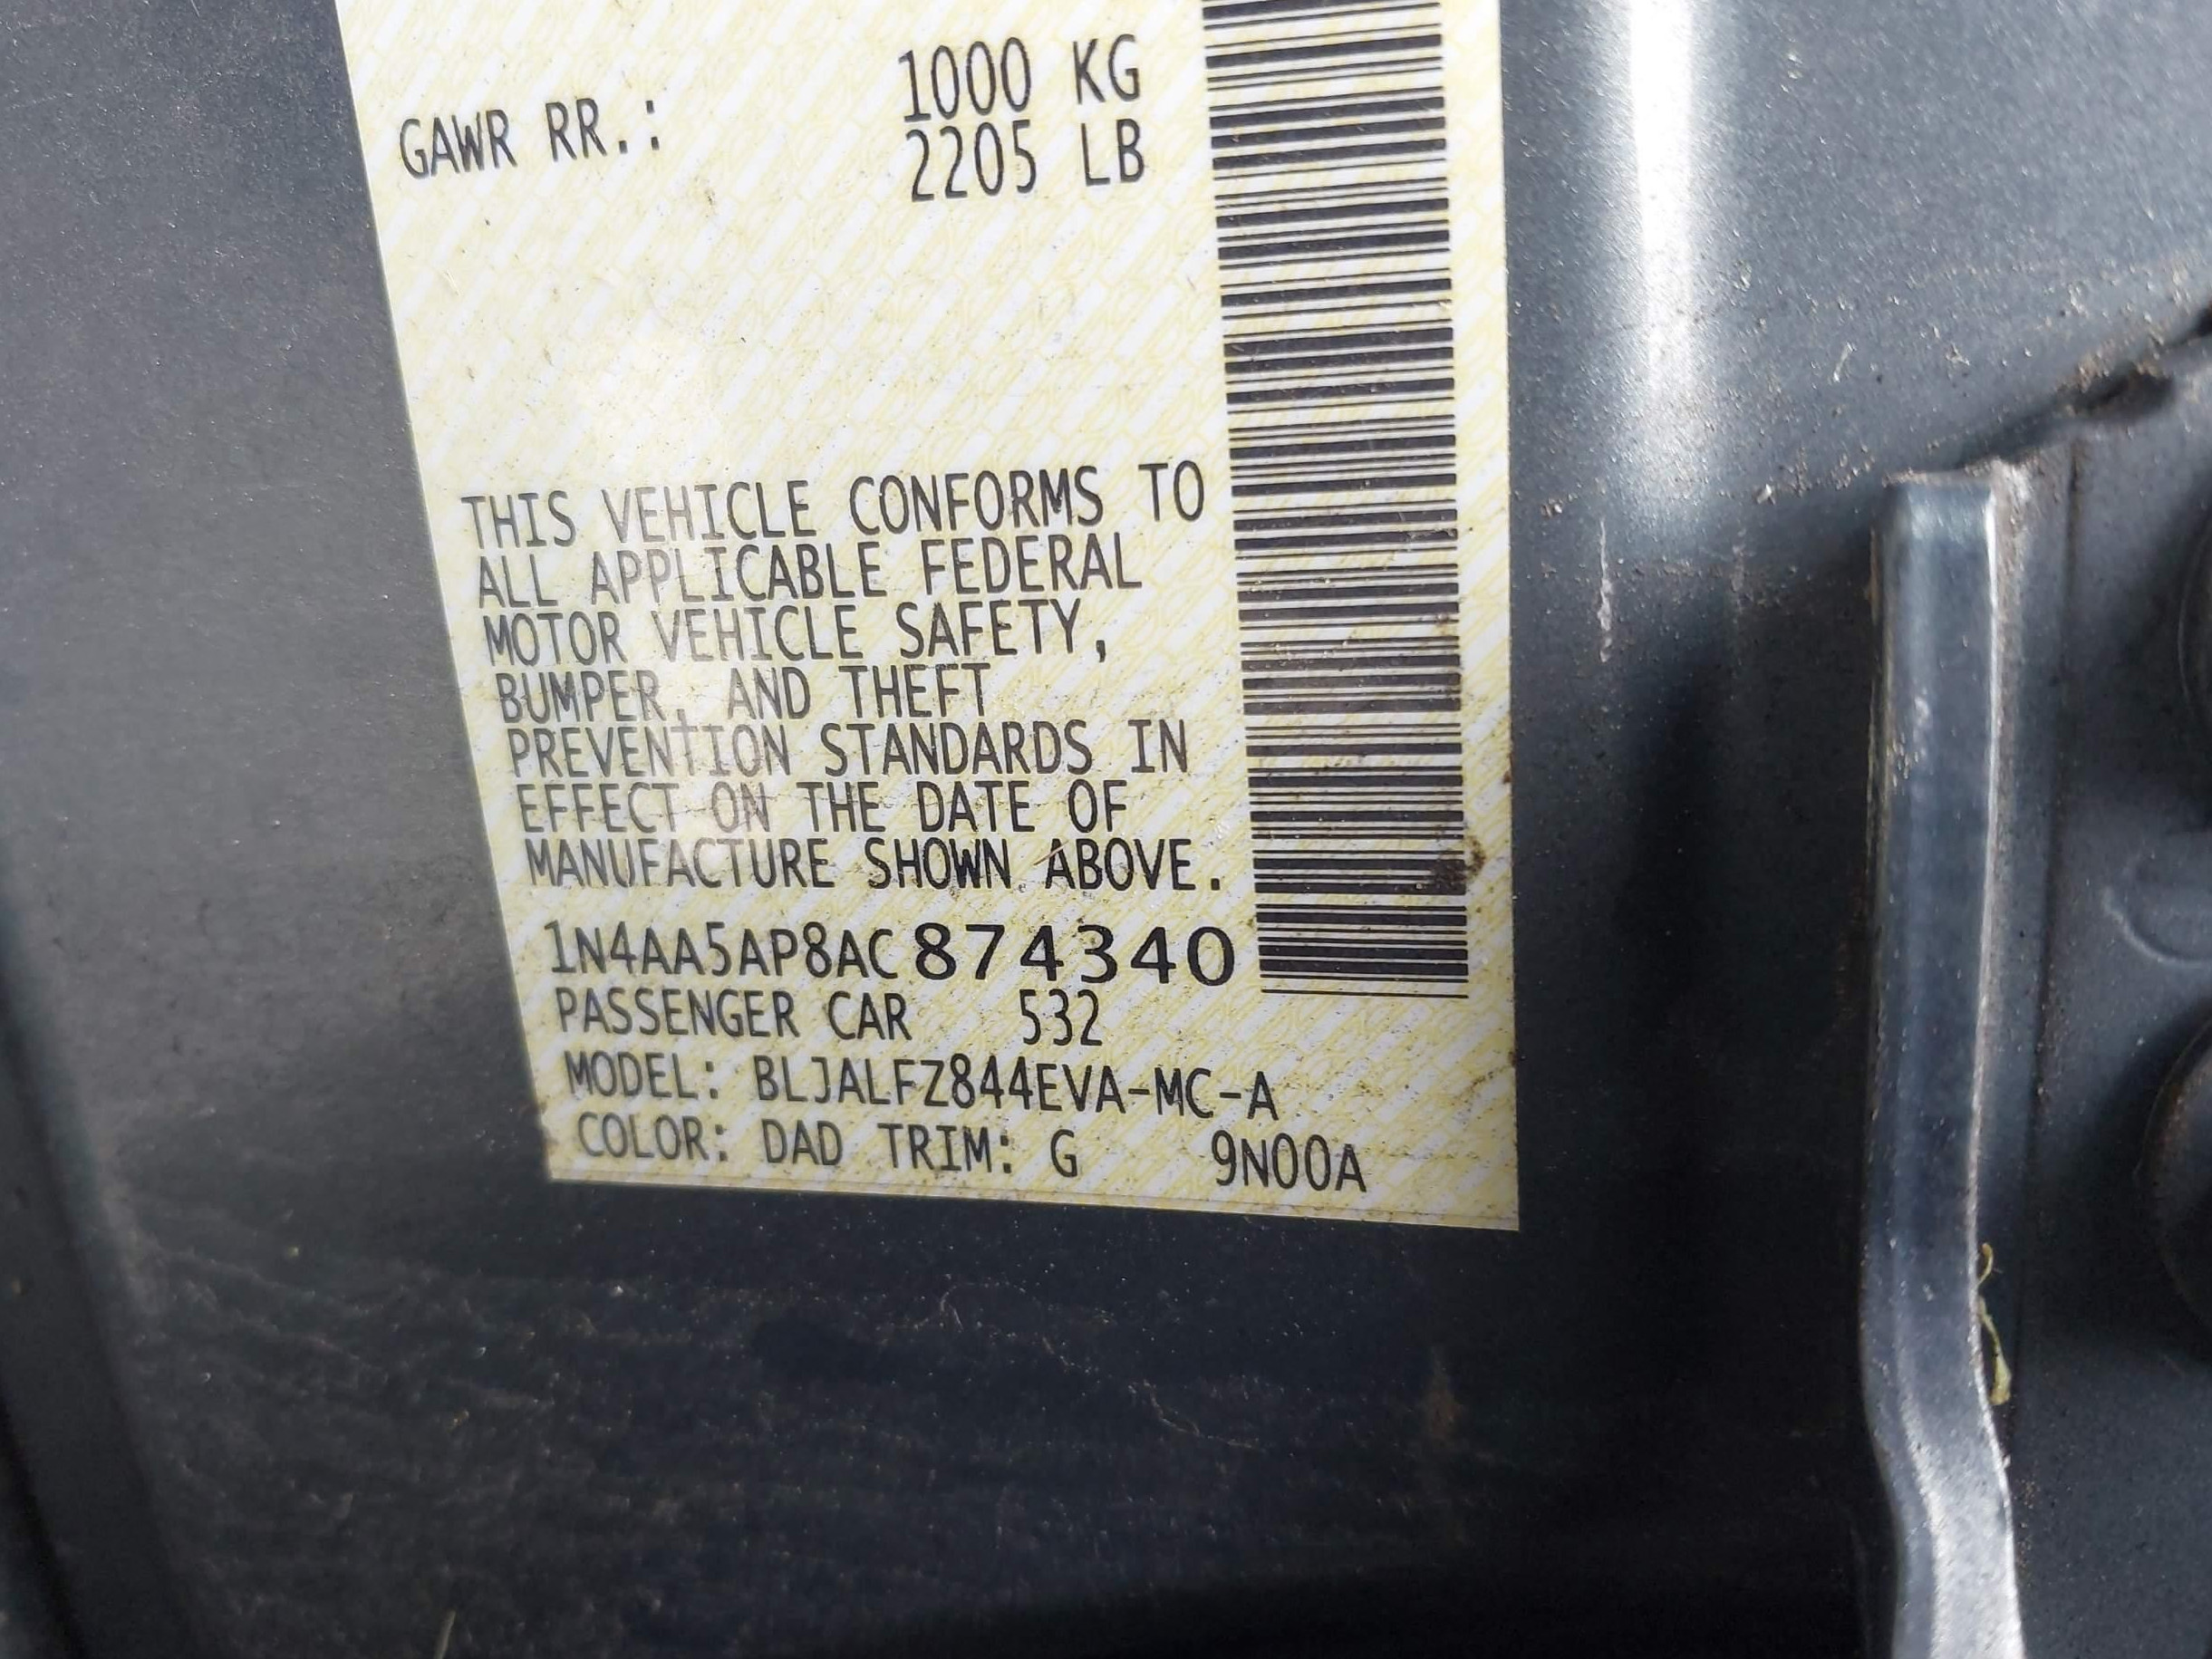 GAWR RR.: 1000 KG
2205 LB
THIS VEHICLE CONFORMS TO
ALL APPLICABLE FEDERAL
MOTOR VEHICLE SAFETY,
BUMPER, AND THEFT
PREVENTION STANDARDS IN
EFFECT ON THE DATE OF
MANUFACTURE SHOWN ABOVE.
1N4AA5AP8AC874340
PASSENGER CAR 532
MODEL: BLJALFZ844EVA-MC-A
COLOR: DAD TRIM: G 9N00A